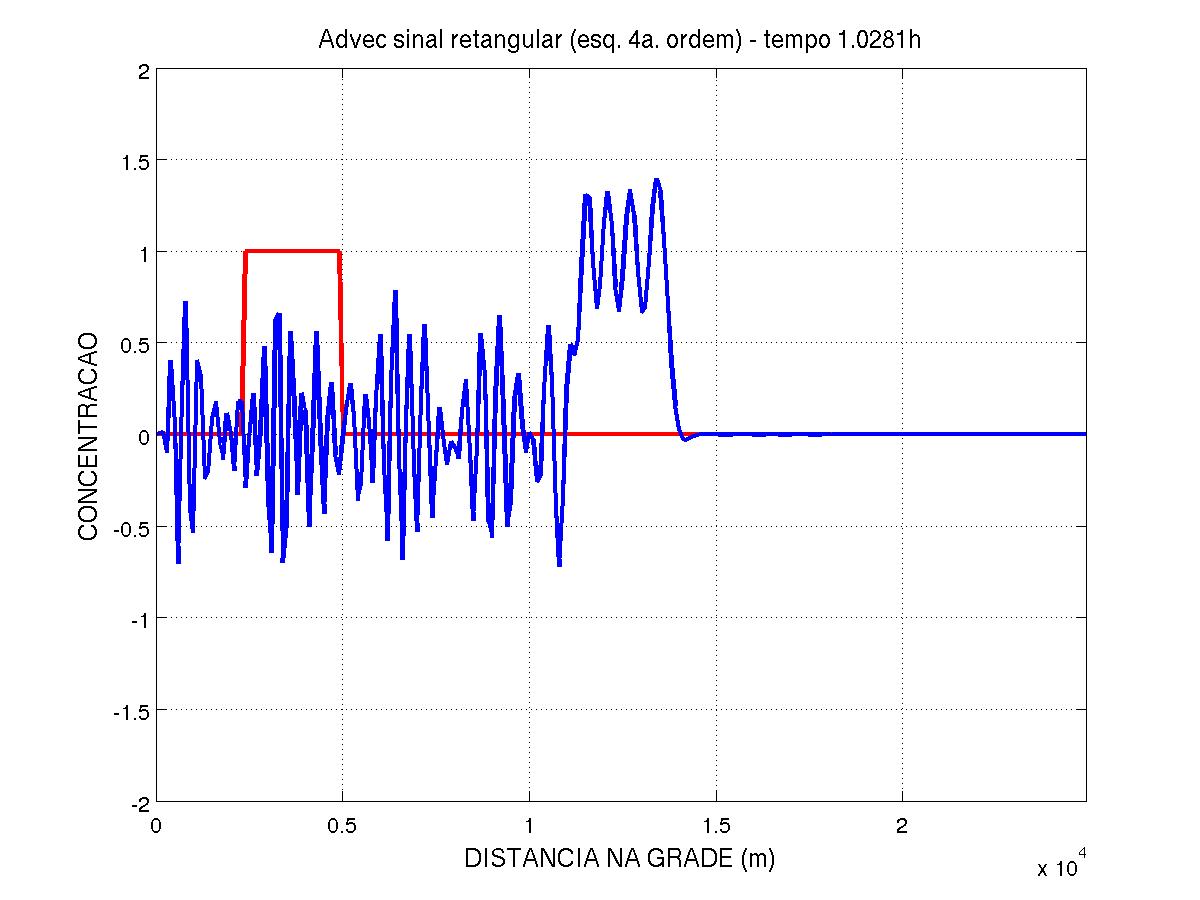 Advec sinal retangular (esq. 4a. ordem) - tempo 1.0281h
2
1.5
1
0.5
0
-0.5
-1
-1.5
-2
CONCENTRACAO
0 0.5 1 1.5 2
x 10^4
DISTANCIA NA GRADE (m)